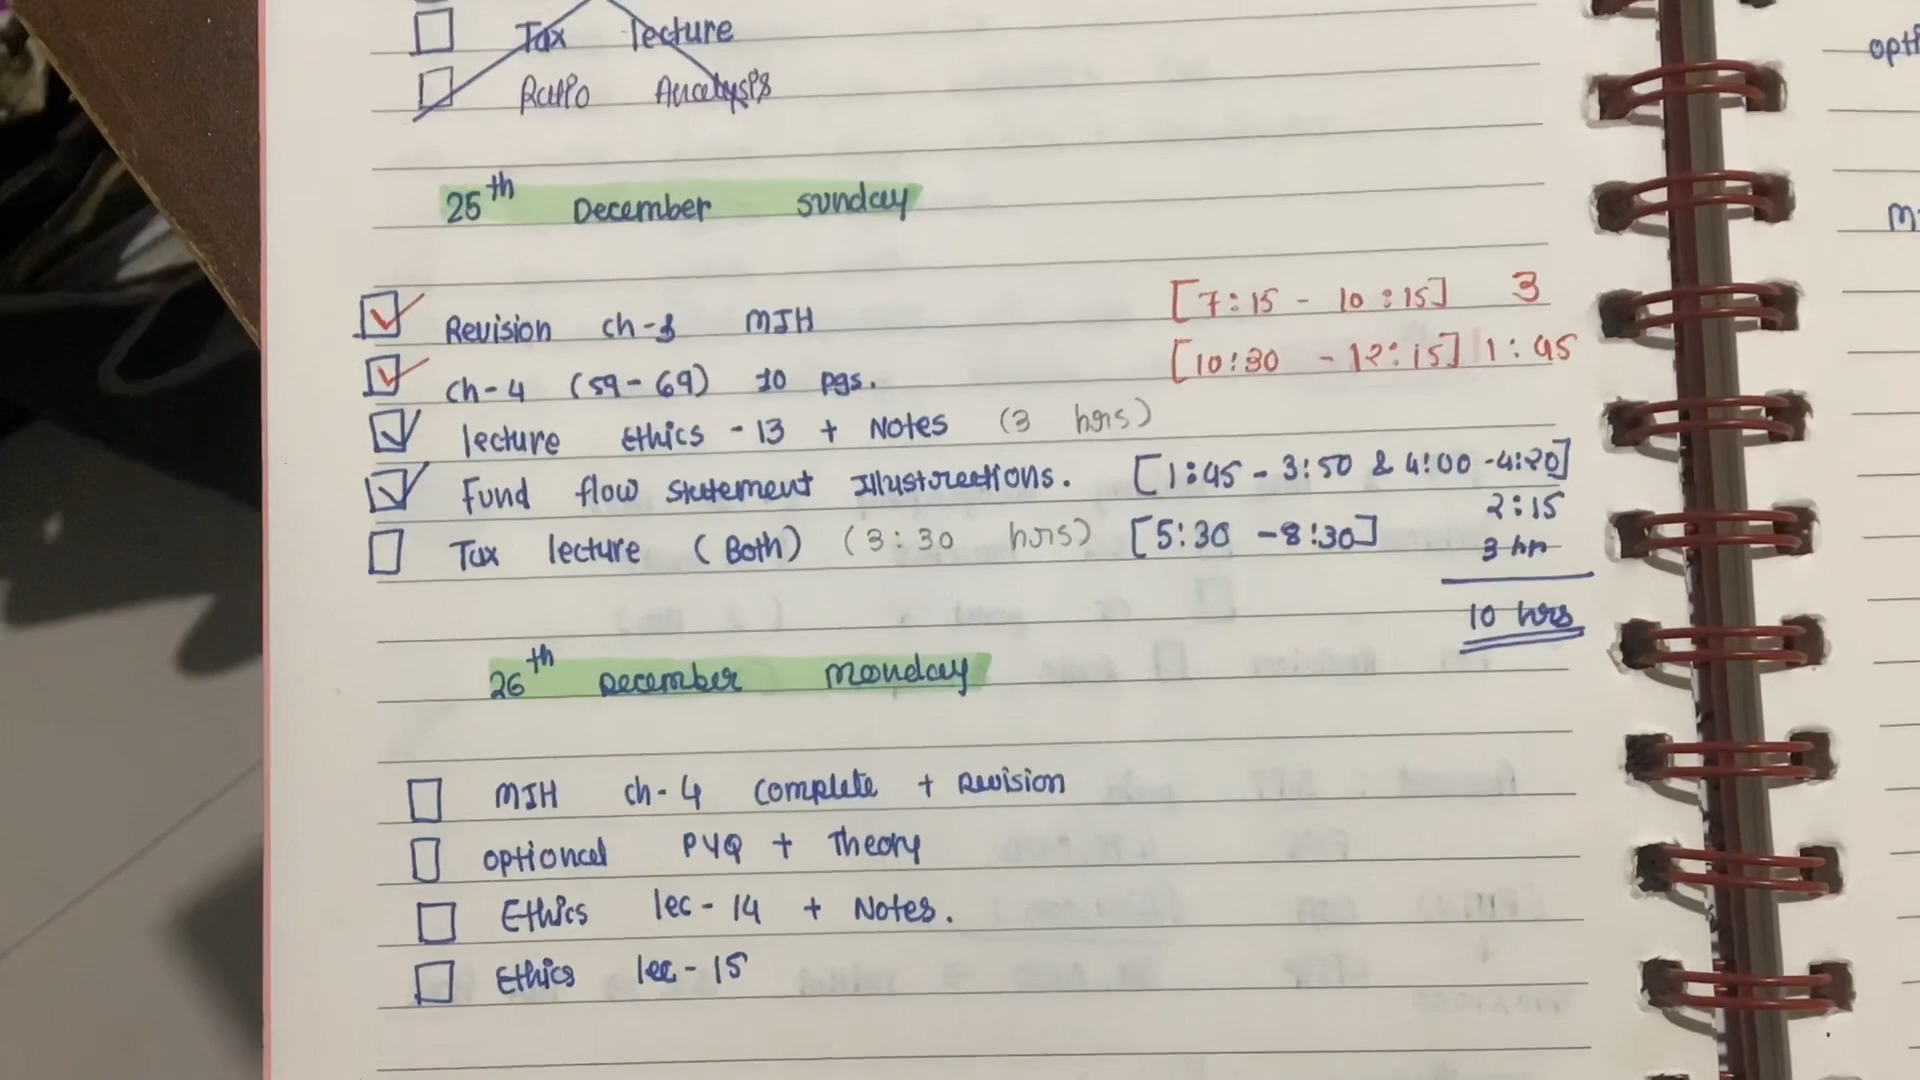 Tax lecture
Ratio Analysis
25th December Sunday
Revision ch-3 MIH [7:15 - 10:15] 3
ch-4 (59-69) 10 pgs. [10:30 - 12:15] 1:45
lecture Ethics - 13 + Notes (3 hrs)
Fund flow statement Illustrections. [1:45 - 3:50 & 4:00 - 4:20]
2:15
Tax lecture (Both) (3:30 hrs) [5:30 - 8:30] 3 hr
10 hrs
26th December Monday
MIH ch-4 complete + Revision
optional PYQ + Theory
Ethics lec-14 + Notes.
Ethics lec-15